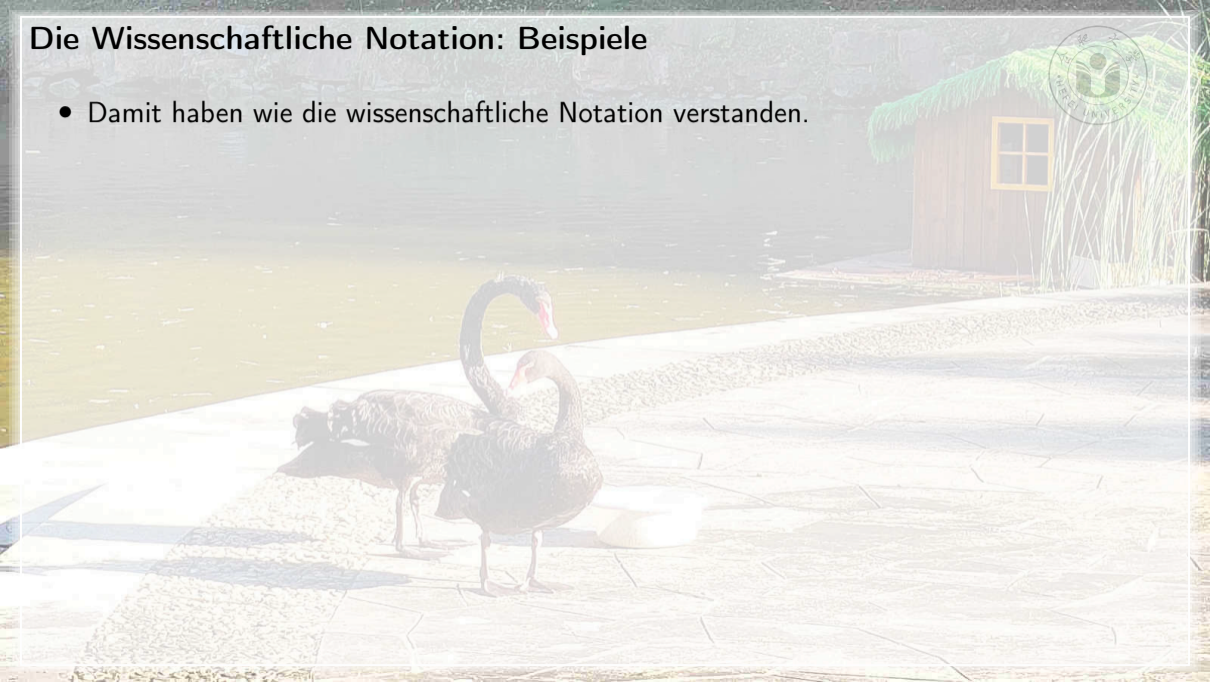 Die Wissenschaftliche Notation: Beispiele
• Damit haben wie die wissenschaftliche Notation verstanden.